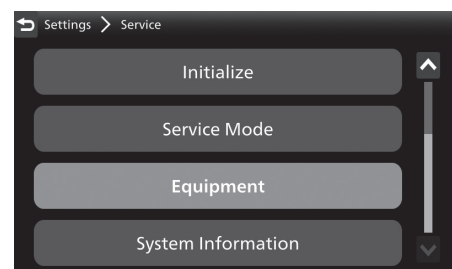 Settings > Service
Initialize
Service Mode
Equipment
System Information